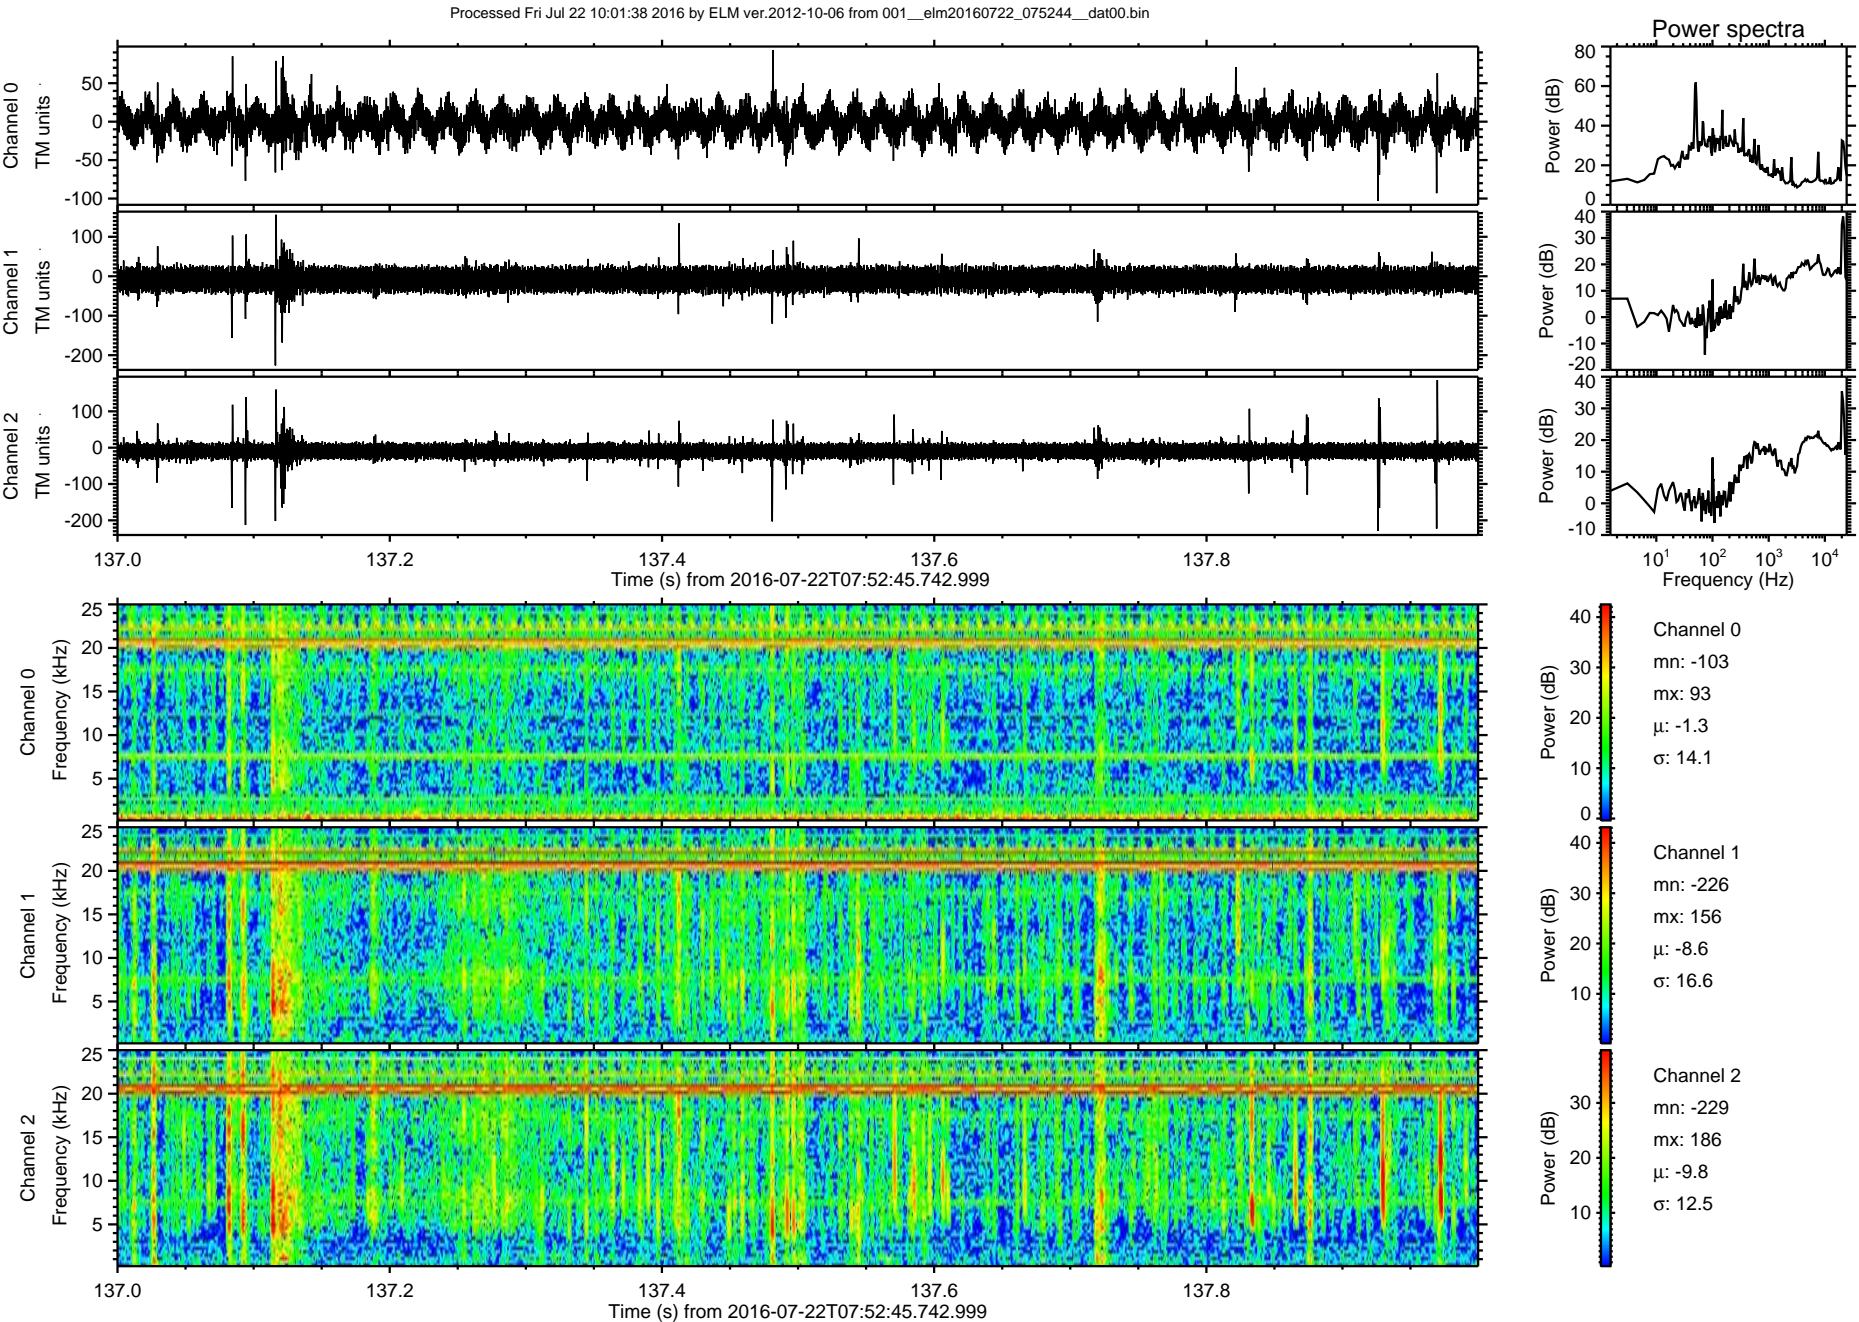 Processed Fri Jul 22 10:01:38 2016 by ELM ver.2012-10-06 from 001__elm20160722_075244__dat00.bin
Power spectra
Channel 0
TM units
50
0
-50
-100
Power (dB)
80
60
40
20
0
Channel 1
TM units
100
0
-100
-200
Power (dB)
40
30
20
10
0
-10
-20
Channel 2
TM units
100
0
-100
-200
Power (dB)
40
30
20
10
0
-10
137.0 137.2 137.4 137.6 137.8
Time (s) from 2016-07-22T07:52:45.742.999
10^1 10^2 10^3 10^4
Frequency (Hz)
Channel 0
Frequency (kHz)
25
20
15
10
5
Power (dB)
40
30
20
10
0
Channel 0
mn: -103
mx: 93
μ: -1.3
σ: 14.1
Channel 1
Frequency (kHz)
25
20
15
10
5
Power (dB)
40
30
20
10
Channel 1
mn: -226
mx: 156
μ: -8.6
σ: 16.6
Channel 2
Frequency (kHz)
25
20
15
10
5
Power (dB)
30
20
10
Channel 2
mn: -229
mx: 186
μ: -9.8
σ: 12.5
137.0 137.2 137.4 137.6 137.8
Time (s) from 2016-07-22T07:52:45.742.999